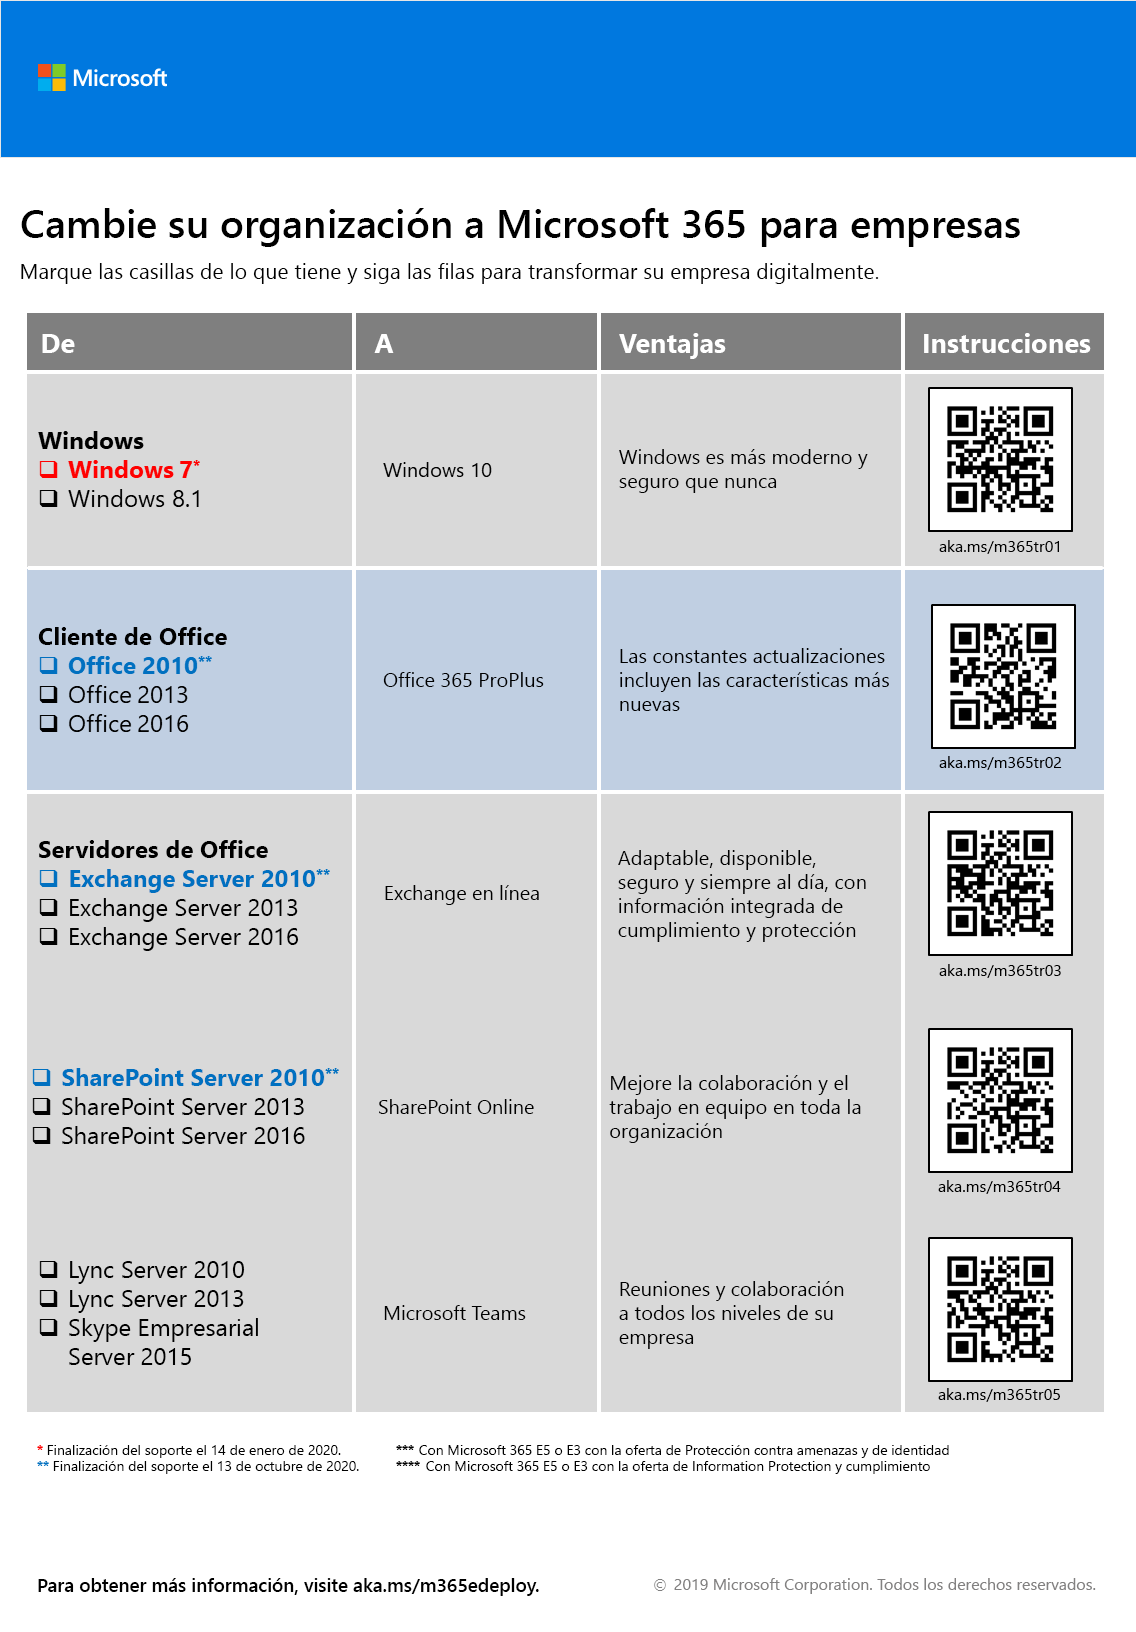 Microsoft
Cambie su organización a Microsoft 365 para empresas
Marque las casillas de lo que tiene y siga las filas para transformar su empresa digitalmente.
De
A
Ventajas
Instrucciones
Windows
❑ Windows 7*
❑ Windows 8.1
Windows 10
Windows es más moderno y
seguro que nunca
aka.ms/m365tr01
Cliente de Office
❑ Office 2010**
❑ Office 2013
❑ Office 2016
Office 365 ProPlus
Las constantes actualizaciones
incluyen las características más
nuevas
aka.ms/m365tr02
Servidores de Office
❑ Exchange Server 2010**
❑ Exchange Server 2013
❑ Exchange Server 2016
Exchange en línea
Adaptable, disponible,
seguro y siempre al día, con
información integrada de
cumplimiento y protección
aka.ms/m365tr03
❑ SharePoint Server 2010**
❑ SharePoint Server 2013
❑ SharePoint Server 2016
SharePoint Online
Mejore la colaboración y el
trabajo en equipo en toda la
organización
aka.ms/m365tr04
❑ Lync Server 2010
❑ Lync Server 2013
❑ Skype Empresarial
Server 2015
Microsoft Teams
Reuniones y colaboración
a todos los niveles de su
empresa
aka.ms/m365tr05
* Finalización del soporte el 14 de enero de 2020.
** Finalización del soporte el 13 de octubre de 2020.
*** Con Microsoft 365 E5 o E3 con la oferta de Protección contra amenazas y de identidad
**** Con Microsoft 365 E5 o E3 con la oferta de Information Protection y cumplimiento
Para obtener más información, visite aka.ms/m365edeploy.
© 2019 Microsoft Corporation. Todos los derechos reservados.